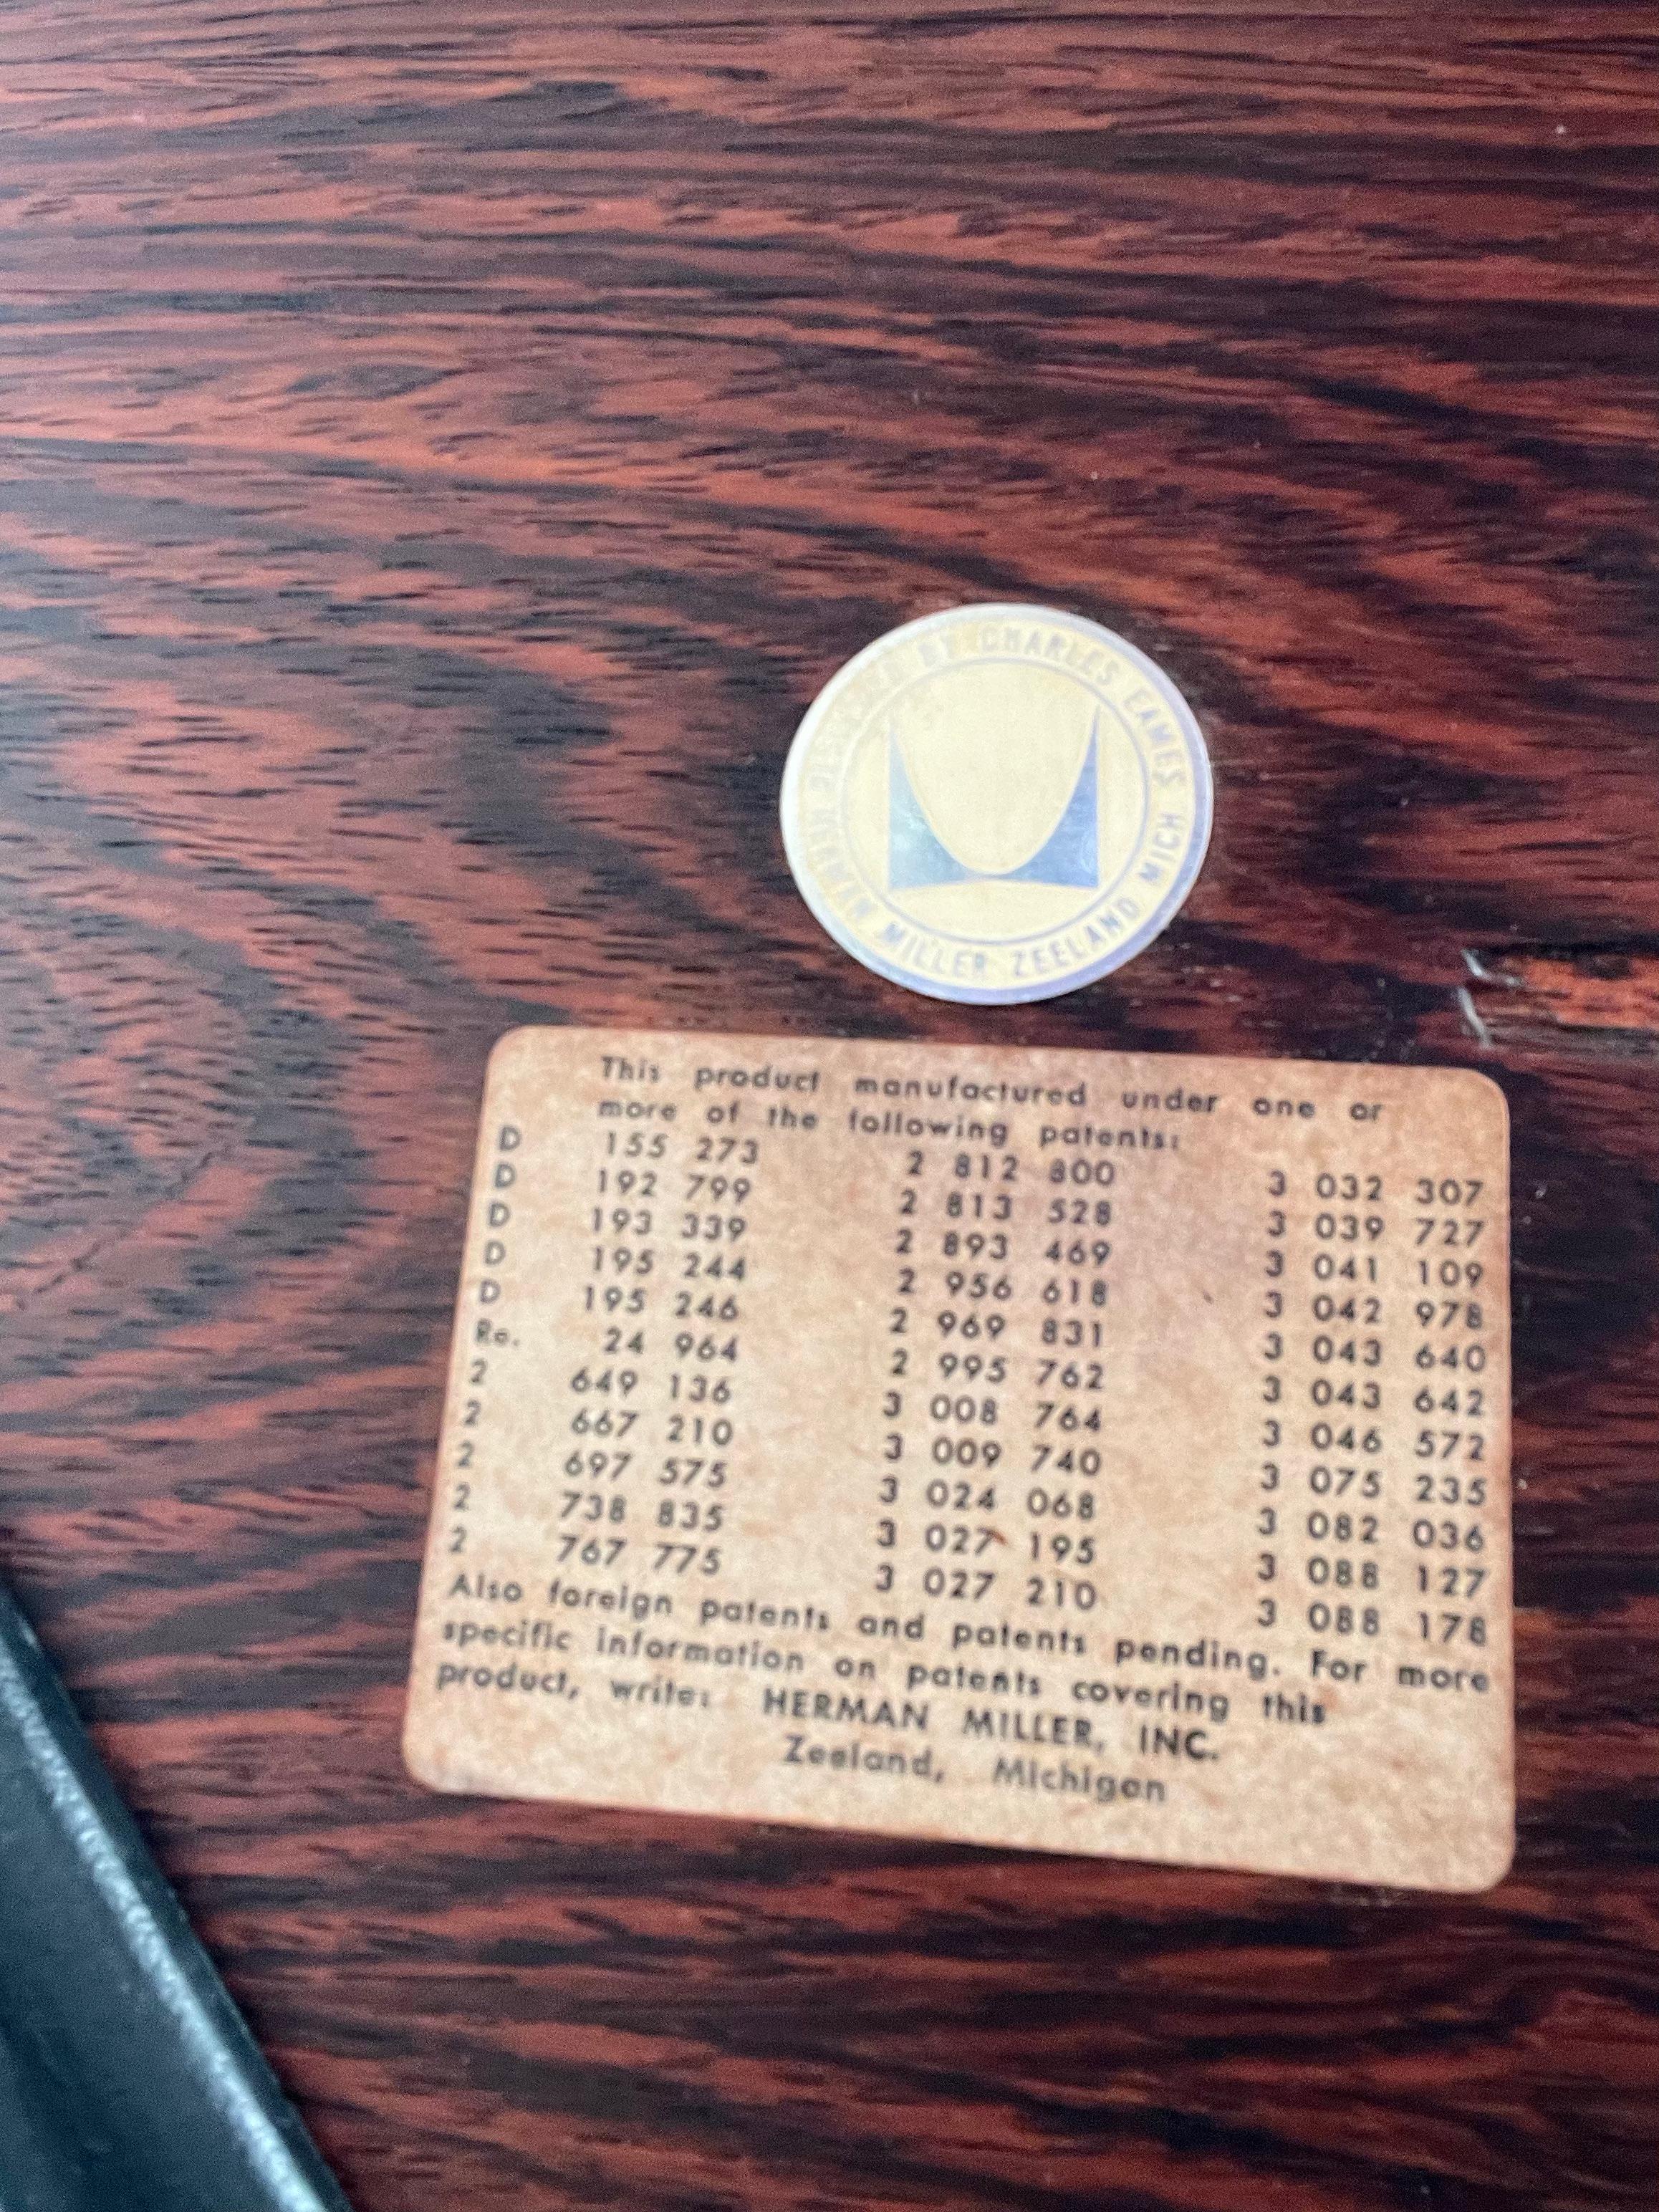 DESIGNED BY CHARLES EAMES
HERMAN MILLER ZEELAND MICH
This product manufactured under one or
more of the following patents:
D 155 273 2 812 800 3 032 307
D 192 799 2 813 528 3 039 727
D 193 339 2 893 469 3 041 109
D 195 244 2 956 618 3 042 978
D 195 246 2 969 831 3 043 640
Re. 24 964 2 995 762 3 043 642
2 649 136 3 008 764 3 046 572
2 667 210 3 009 740 3 075 235
2 697 575 3 024 068 3 082 036
2 738 835 3 027 195 3 088 127
2 767 775 3 027 210 3 088 178
Also foreign patents and patents pending. For more
specific information on patents covering this
product, write: HERMAN MILLER, INC.
Zeeland, Michigan